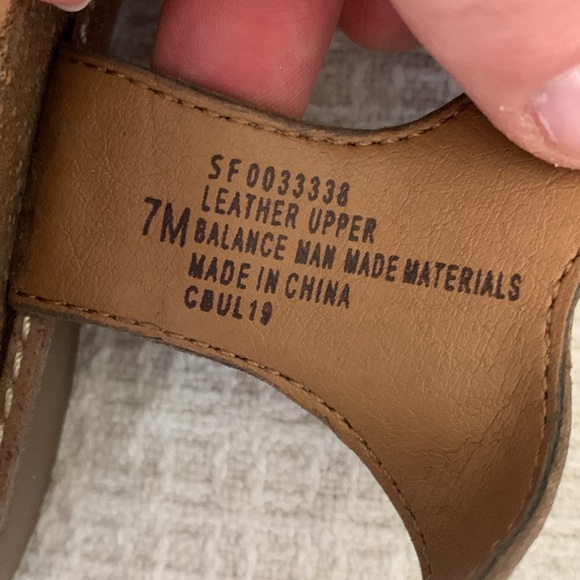 SF0033338
LEATHER UPPER
7M BALANCE MAN MADE MATERIALS
MADE IN CHINA
CBUL19